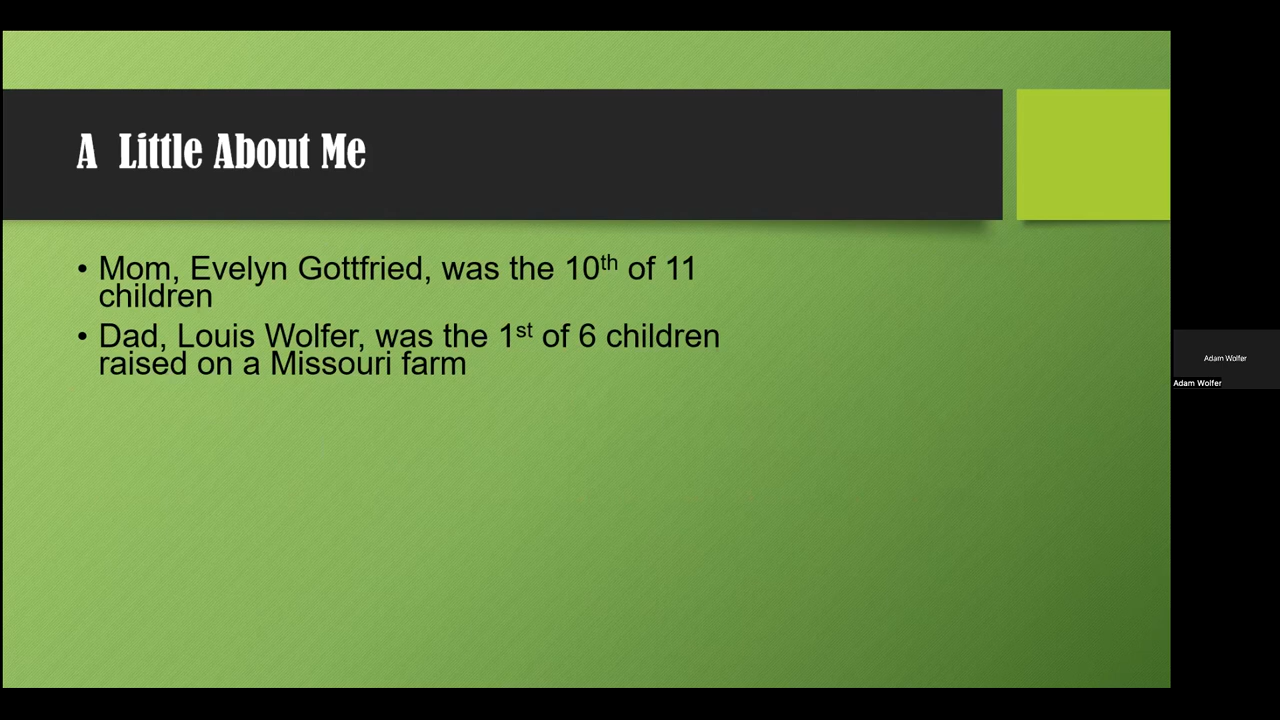 A Little About Me
• Mom, Evelyn Gottfried, was the 10th of 11
children
• Dad, Louis Wolfer, was the 1st of 6 children
raised on a Missouri farm
Adam Wolfer
Adam Wolfer